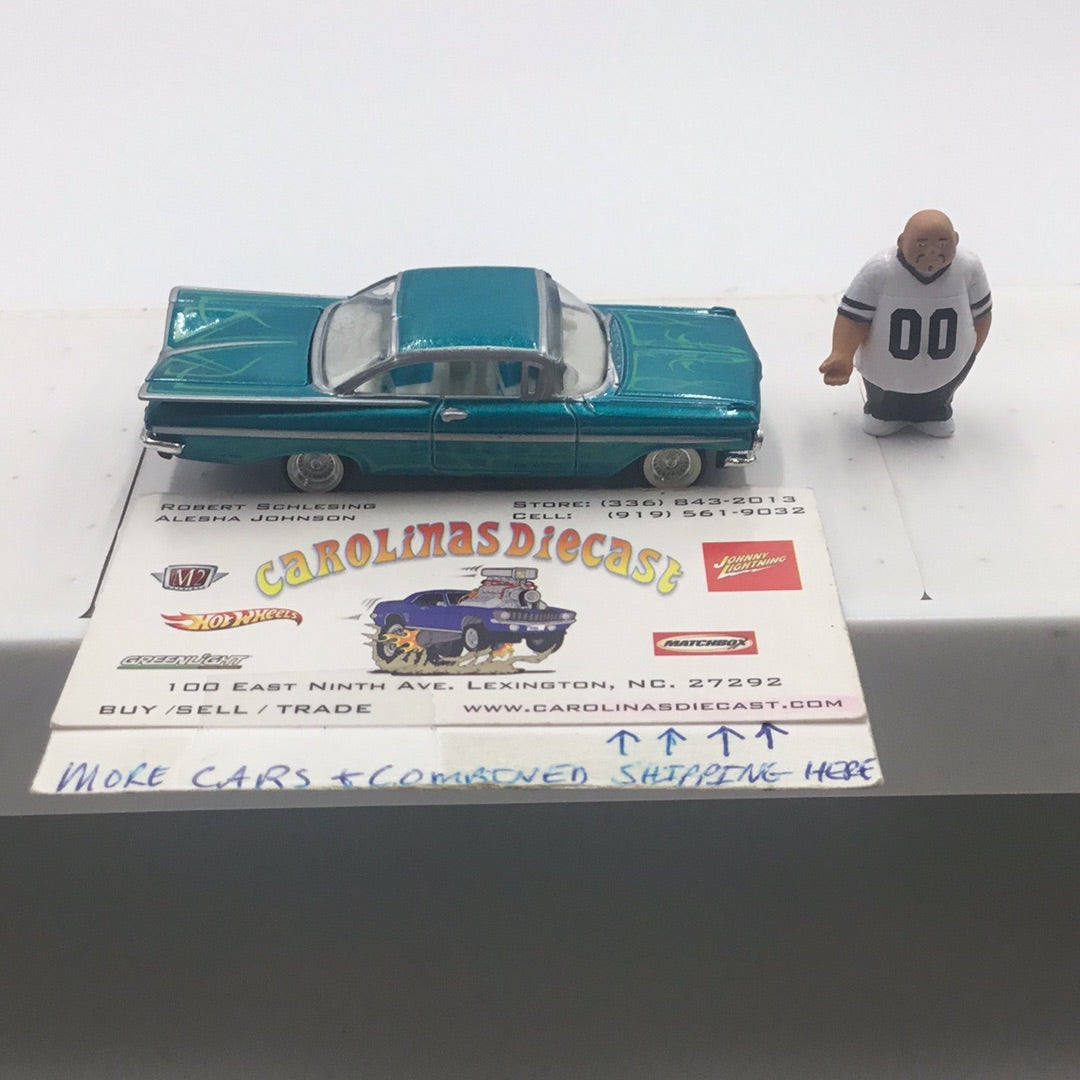 00
ROBERT SCHLESING
STORE: (336) 843-2013
ALESHA JOHNSON
CELL: (919) 561-9032
CAROLINAS DIECAST
M2
JOHNNY LIGHTNING
HOT WHEELS
GREENLIGHT
MATCHBOX
100 EAST NINTH AVE. LEXINGTON, NC. 27292
BUY /SELL / TRADE
WWW.CAROLINASDIECAST.COM
MORE CARS + COMBINED SHIPPING HERE